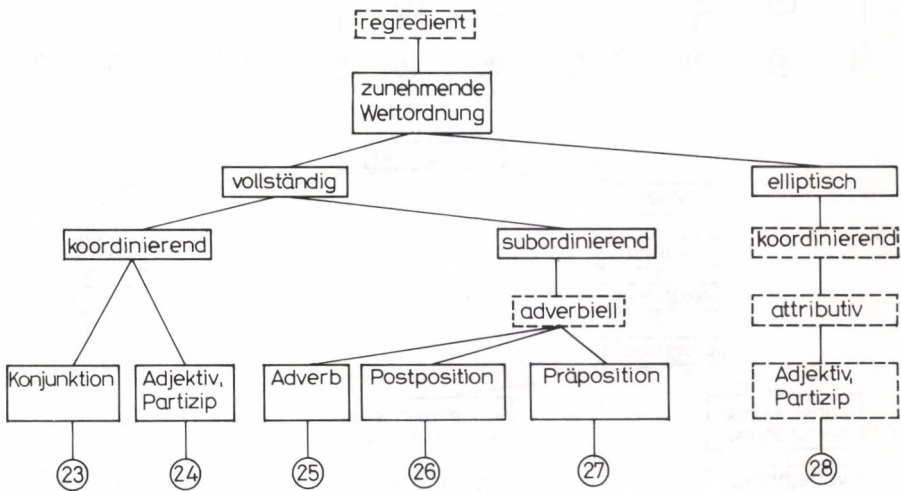 regredient
zunehmende
Wertordnung
vollständig
elliptisch
koordinierend
subordinierend
koordinierend
adverbiell
attributiv
Konjunktion
Adjektiv,
Partizip
Adverb
Postposition
Präposition
Adjektiv,
Partizip
23
24
25
26
27
28